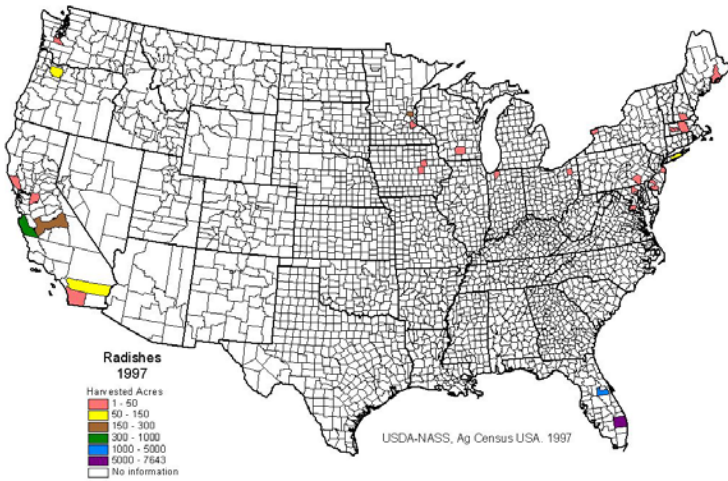 Radishes
1997
Harvested Acres
1 - 50
50 - 150
150 - 300
300 - 1000
1000 - 5000
5000 - 7643
No information
USDA-NASS, Ag Census USA. 1997